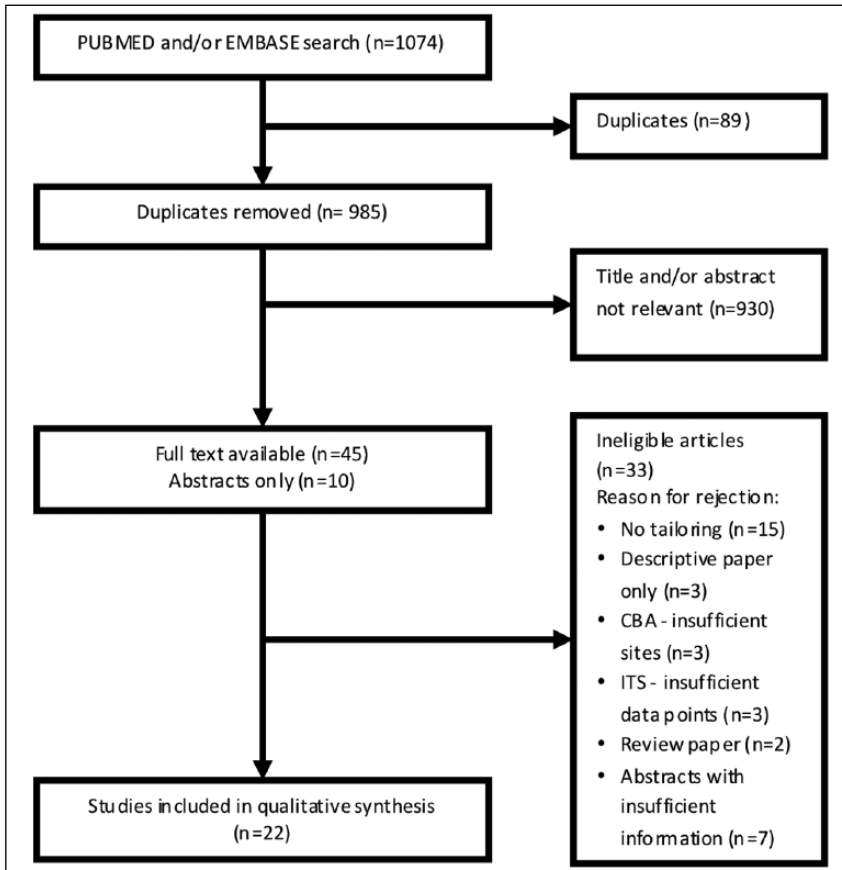 PUBMED and/or EMBASE search (n=1074)
Duplicates (n=89)
Duplicates removed (n= 985)
Title and/or abstract
not relevant (n=930)
Full text available (n=45)
Abstracts only (n=10)
Ineligible articles
(n=33)
Reason for rejection:
• No tailoring (n=15)
• Descriptive paper
only (n=3)
• CBA - insufficient
sites (n=3)
• ITS - insufficient
data points (n=3)
• Review paper (n=2)
• Abstracts with
insufficient
information (n=7)
Studies included in qualitative synthesis
(n=22)